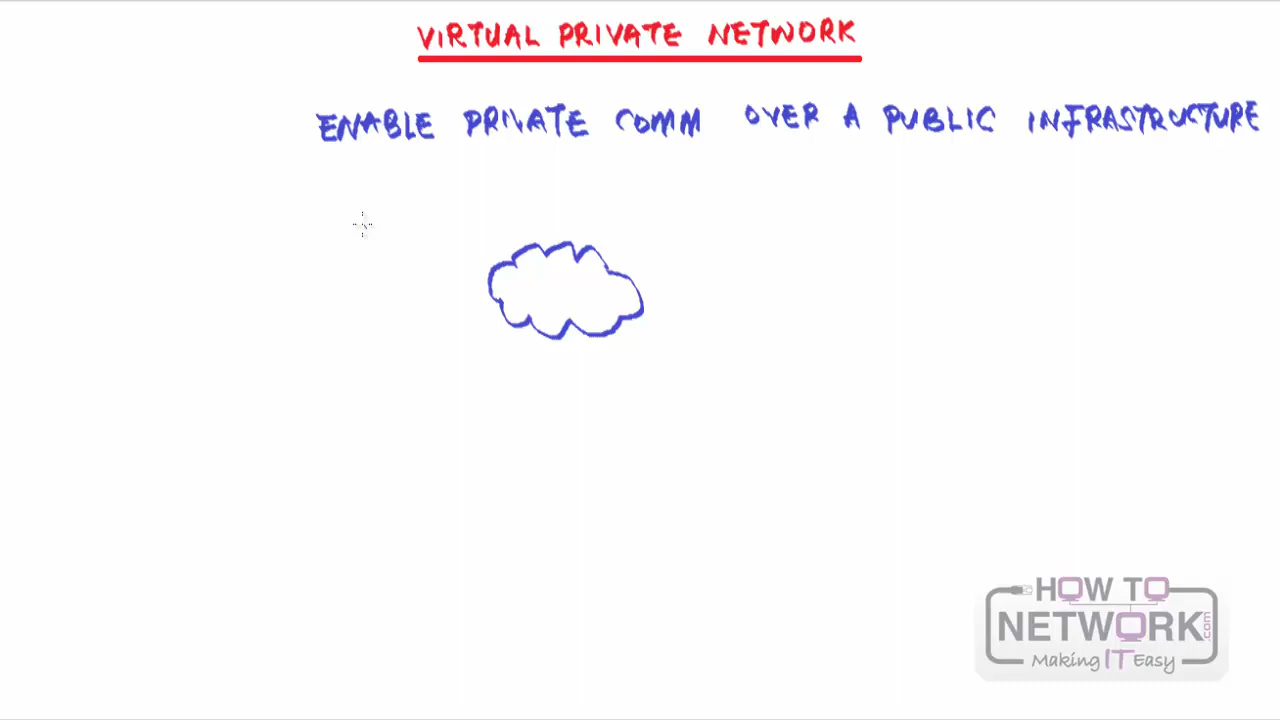 VIRTUAL PRIVATE NETWORK
ENABLE PRIVATE COMM OVER A PUBLIC INFRASTRUCTURE
HOW TO
NETWORK.com
Making IT Easy